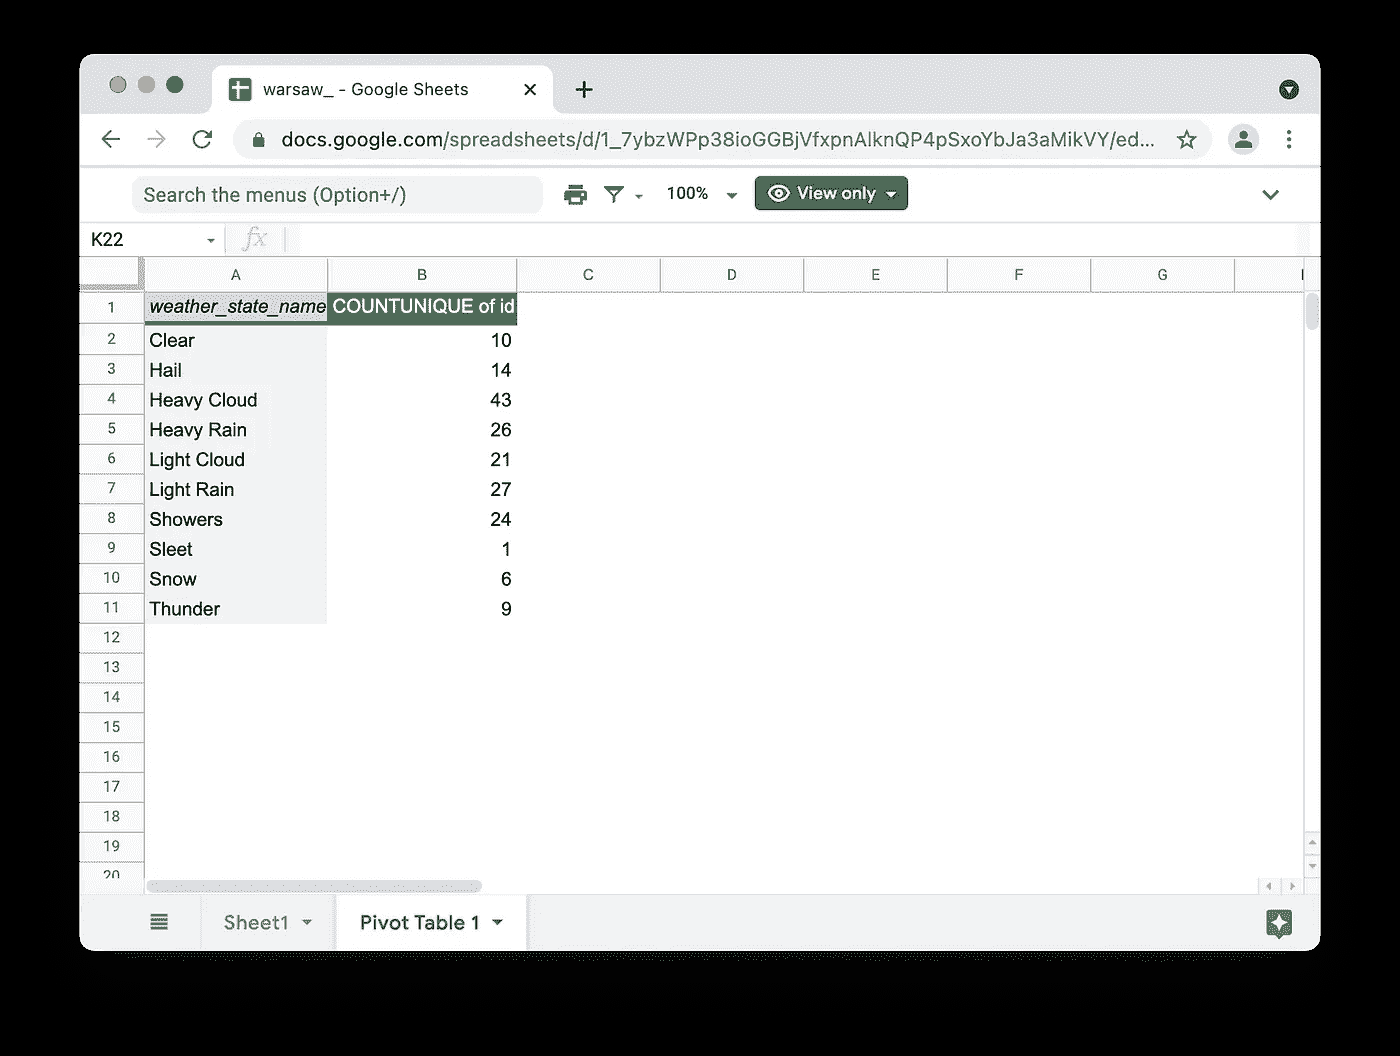 warsaw_ - Google Sheets
docs.google.com/spreadsheets/d/1_7ybzWPp38ioGGBjVfxpnAlknQP4pSxoYbJa3aMikVY/ed...
Search the menus (Option+/) 100% View only
K22 fx
A B C D E F G I
1 weather_state_name COUNTUNIQUE of id
2 Clear 10
3 Hail 14
4 Heavy Cloud 43
5 Heavy Rain 26
6 Light Cloud 21
7 Light Rain 27
8 Showers 24
9 Sleet 1
10 Snow 6
11 Thunder 9
12
13
14
15
16
17
18
19
20
Sheet1 Pivot Table 1